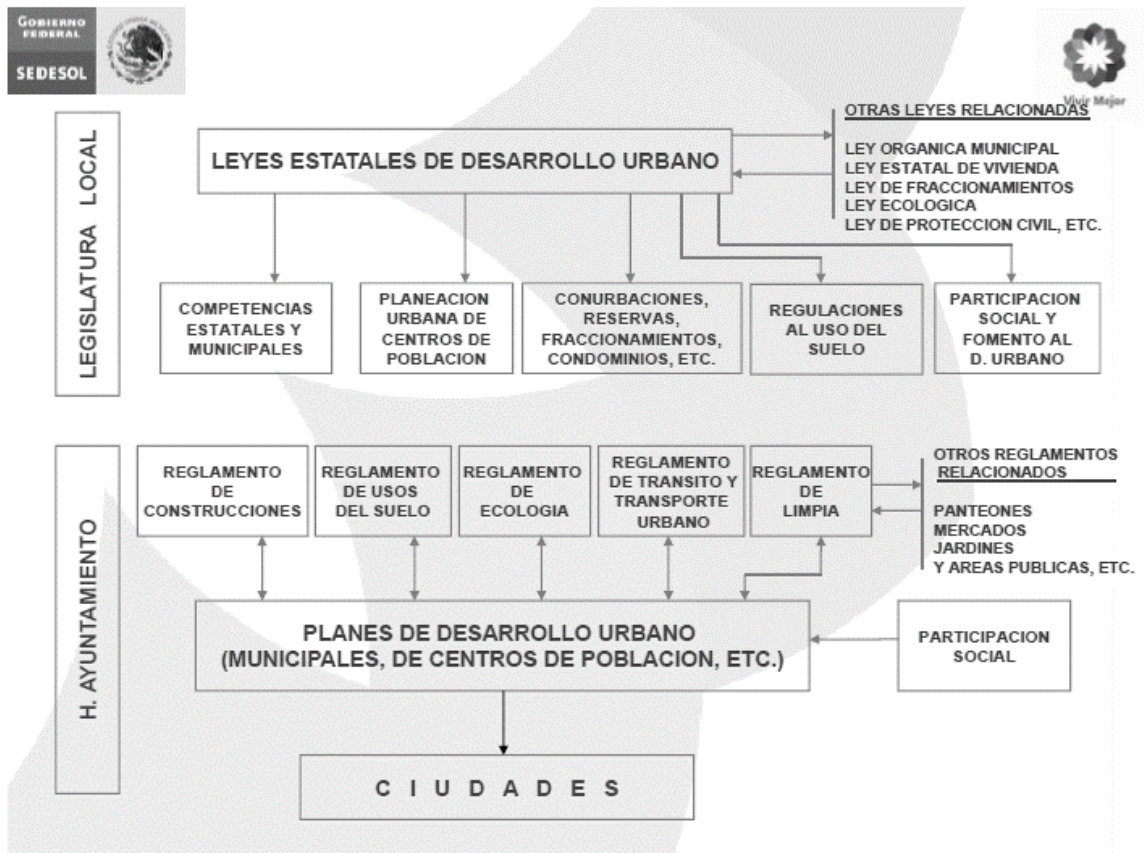 GOBIERNO
FEDERAL
SEDESOL
Vivir Mejor
LEGISLATURA LOCAL
LEYES ESTATALES DE DESARROLLO URBANO
OTRAS LEYES RELACIONADAS
LEY ORGANICA MUNICIPAL
LEY ESTATAL DE VIVIENDA
LEY DE FRACCIONAMIENTOS
LEY ECOLOGICA
LEY DE PROTECCION CIVIL, ETC.
COMPETENCIAS
ESTATALES Y
MUNICIPALES
PLANEACION
URBANA DE
CENTROS DE
POBLACION
CONURBACIONES,
RESERVAS,
FRACCIONAMIENTOS,
CONDOMINIOS, ETC.
REGULACIONES
AL USO DEL
SUELO
PARTICIPACION
SOCIAL Y
FOMENTO AL
D. URBANO
H. AYUNTAMIENTO
REGLAMENTO
DE
CONSTRUCCIONES
REGLAMENTO
DE USOS
DEL SUELO
REGLAMENTO
DE
ECOLOGIA
REGLAMENTO
DE TRANSITO Y
TRANSPORTE
URBANO
REGLAMENTO
DE
LIMPIA
OTROS REGLAMENTOS
RELACIONADOS
PANTEONES
MERCADOS
JARDINES
Y AREAS PUBLICAS, ETC.
PLANES DE DESARROLLO URBANO
(MUNICIPALES, DE CENTROS DE POBLACION, ETC.)
PARTICIPACION
SOCIAL
C I U D A D E S